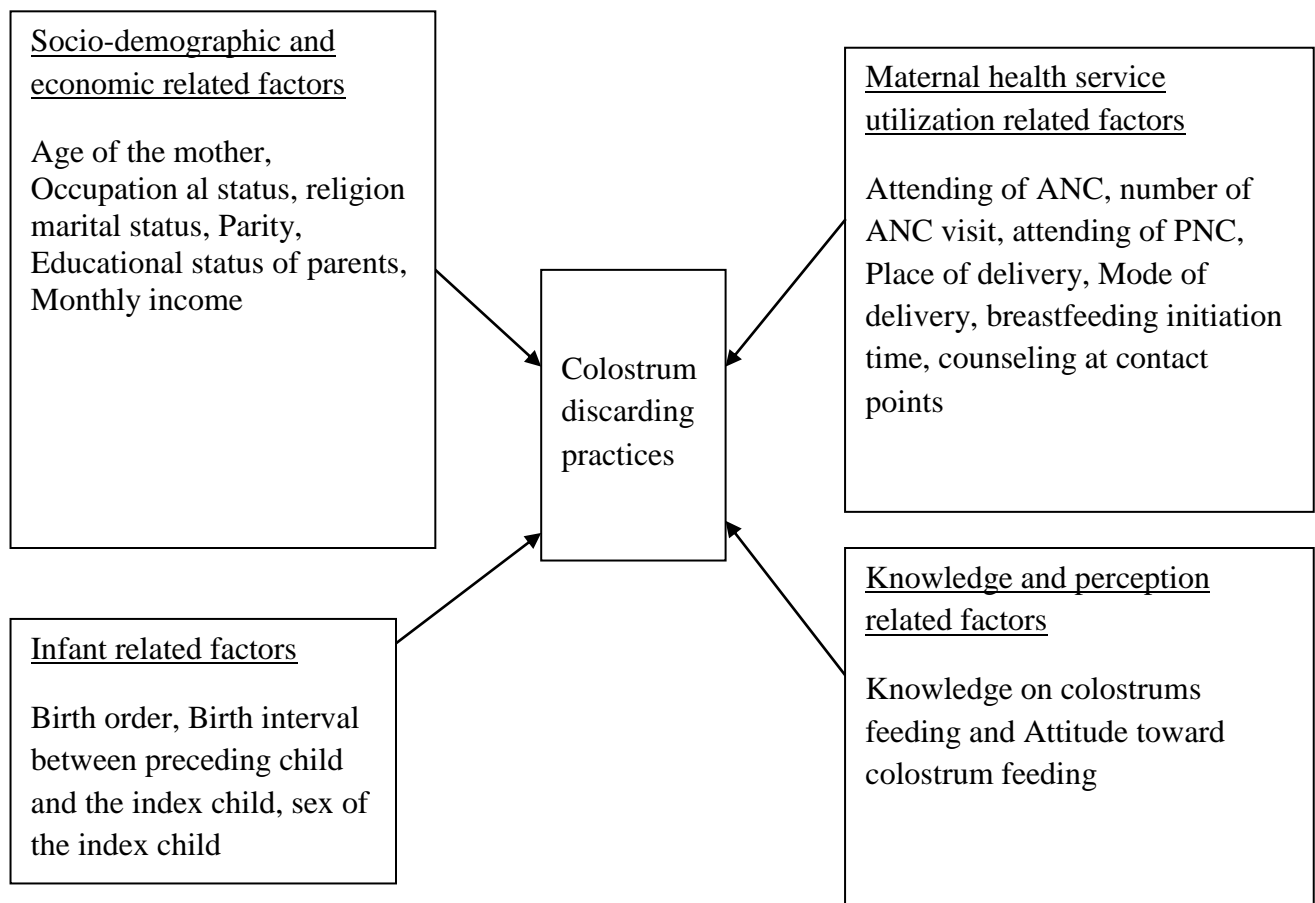 Socio-demographic and
economic related factors
Age of the mother,
Occupation al status, religion
marital status, Parity,
Educational status of parents,
Monthly income
Maternal health service
utilization related factors
Attending of ANC, number of
ANC visit, attending of PNC,
Place of delivery, Mode of
delivery, breastfeeding initiation
time, counseling at contact
points
Colostrum
discarding
practices
Infant related factors
Birth order, Birth interval
between preceding child
and the index child, sex of
the index child
Knowledge and perception
related factors
Knowledge on colostrums
feeding and Attitude toward
colostrum feeding